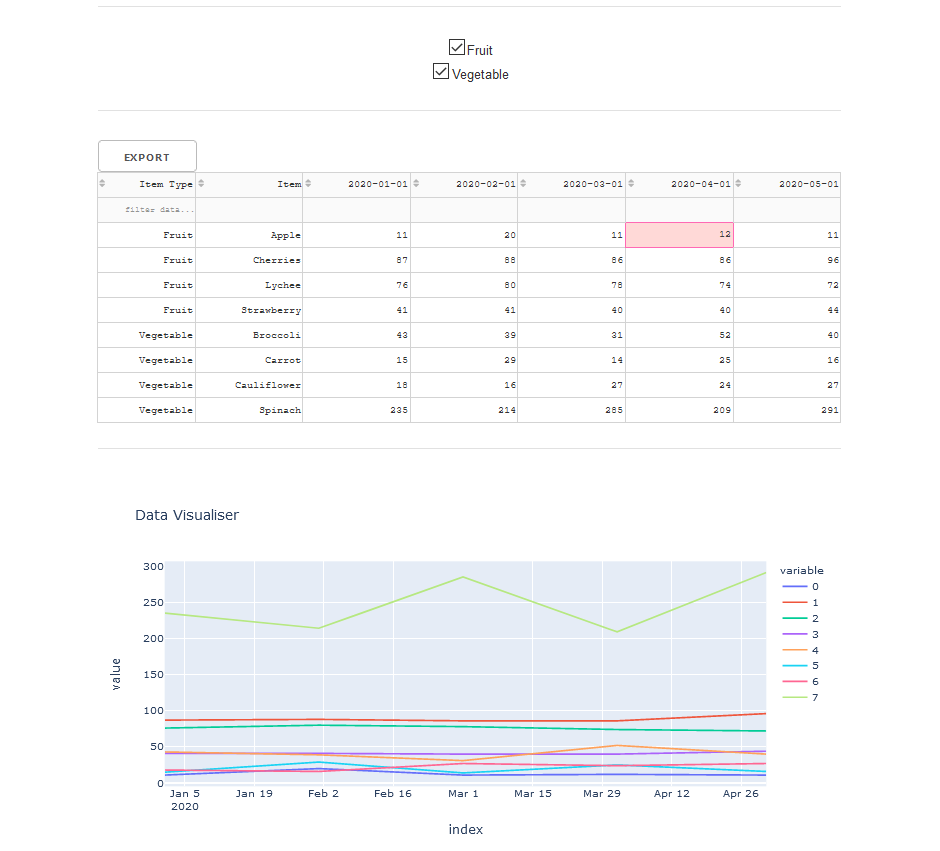 Fruit
Vegetable
EXPORT
Item Type Item 2020-01-01 2020-02-01 2020-03-01 2020-04-01 2020-05-01
filter data...
Fruit Apple 11 20 11 12 11
Fruit Cherries 87 88 86 86 96
Fruit Lychee 76 80 78 74 72
Fruit Strawberry 41 41 40 40 44
Vegetable Broccoli 43 39 31 52 40
Vegetable Carrot 15 29 14 25 16
Vegetable Cauliflower 18 16 27 24 27
Vegetable Spinach 235 214 285 209 291
Data Visualiser
300
250
200
150
100
50
0
value
Jan 5 Jan 19 Feb 2 Feb 16 Mar 1 Mar 15 Mar 29 Apr 12 Apr 26
2020
index
variable
0
1
2
3
4
5
6
7